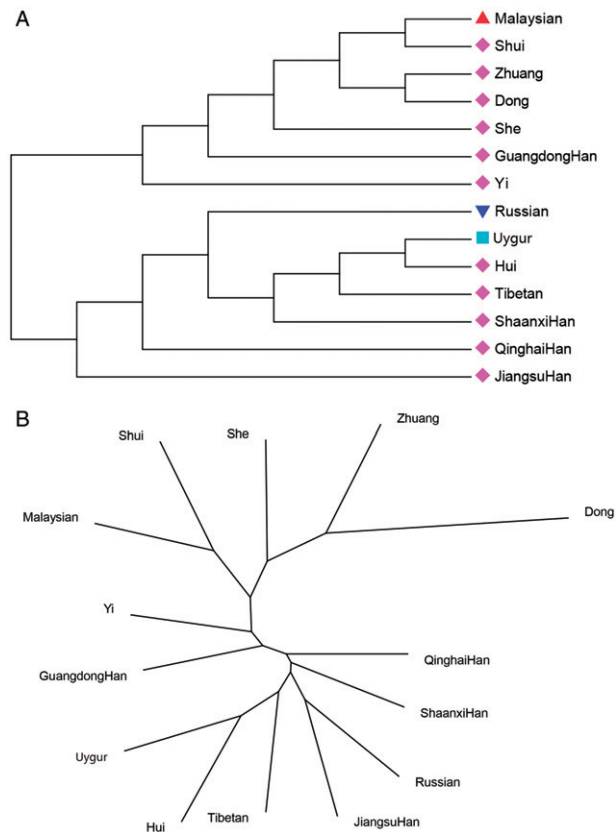 A
Malaysian
Shui
Zhuang
Dong
She
GuangdongHan
Yi
Russian
Uygur
Hui
Tibetan
ShaanxiHan
QinghaiHan
JiangsuHan
B
Zhuang
Shui
She
Malaysian
Dong
Yi
QinghaiHan
GuangdongHan
ShaanxiHan
Uygur
Russian
Tibetan
JiangsuHan
Hui